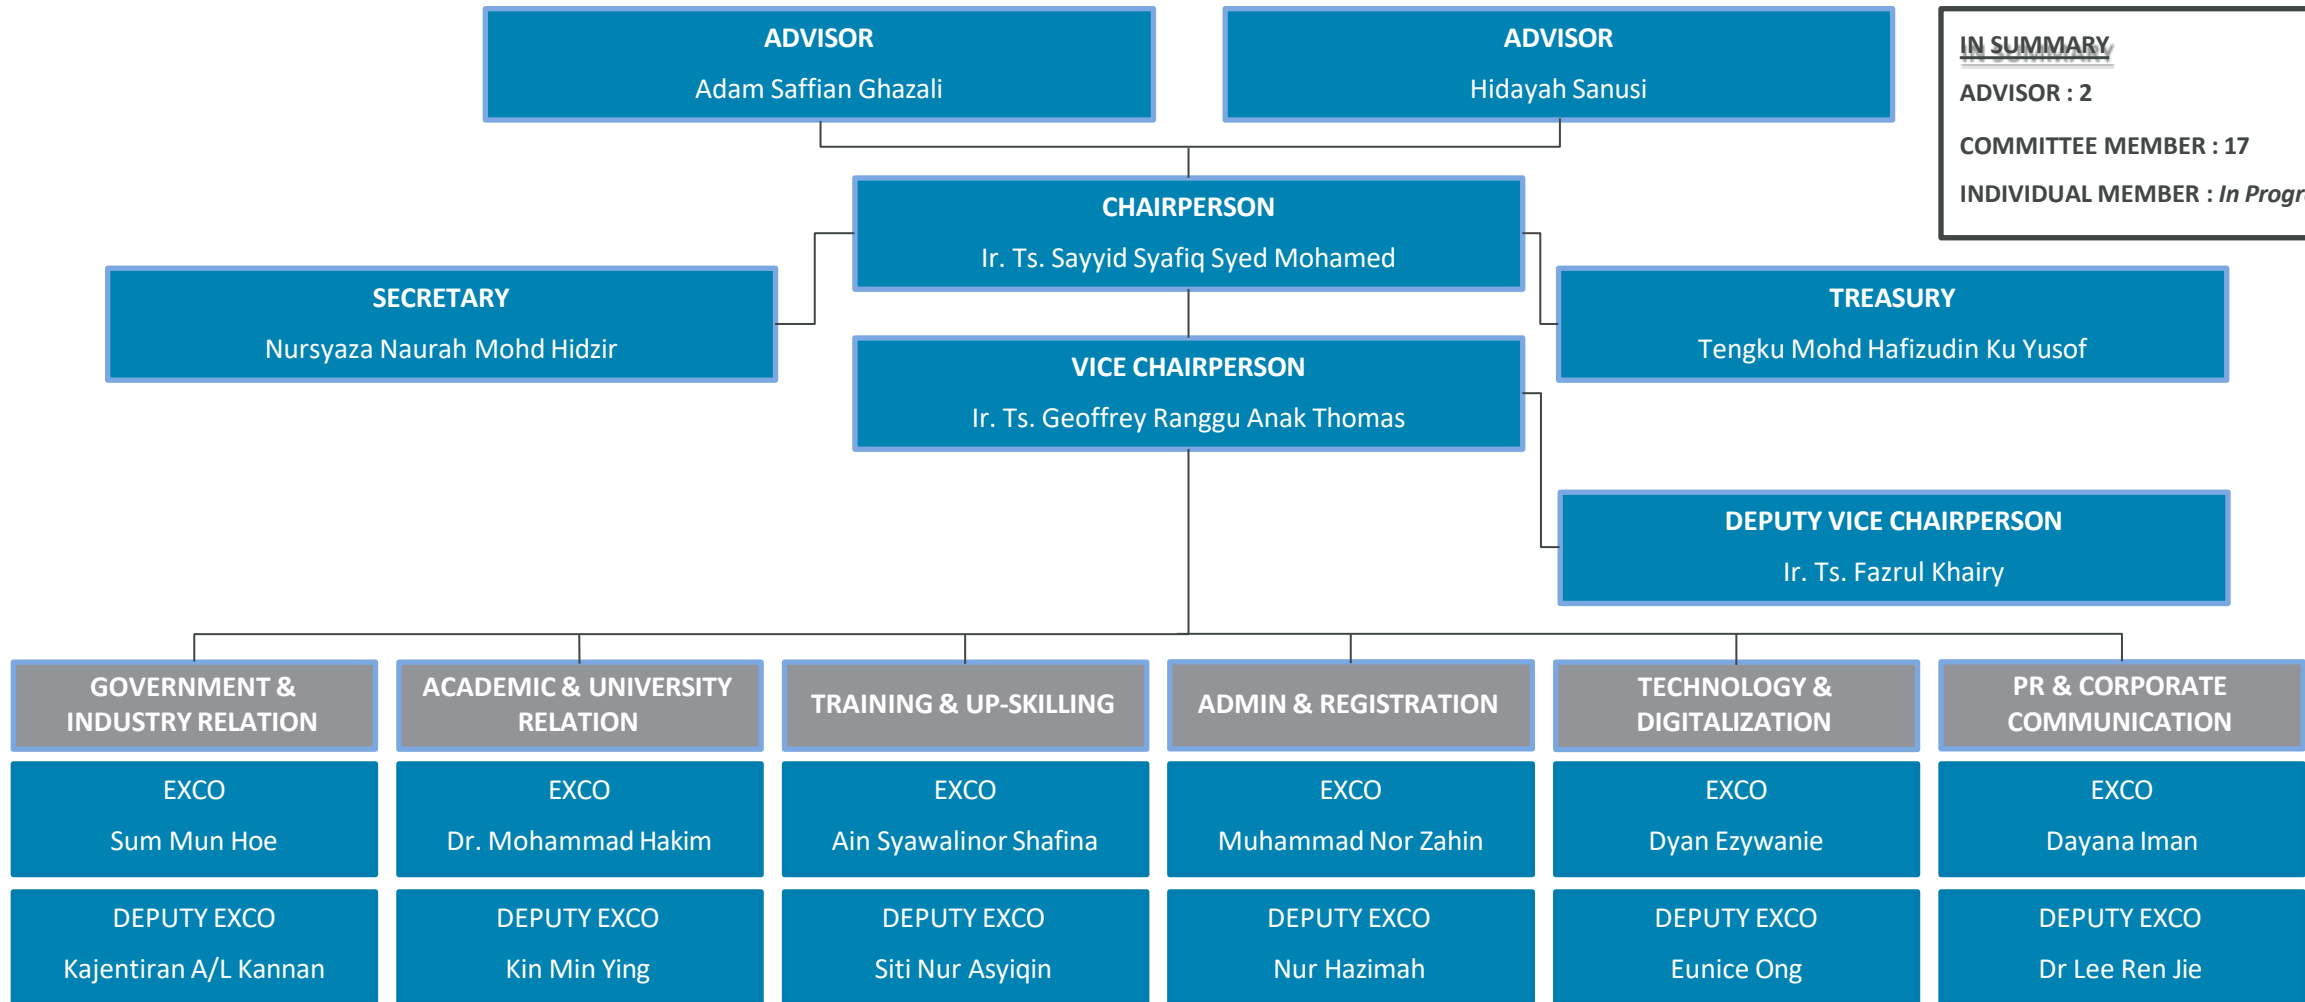 ADVISOR
Adam Saffian Ghazali
ADVISOR
Hidayah Sanusi
IN SUMMARY
ADVISOR : 2
COMMITTEE MEMBER : 17
INDIVIDUAL MEMBER : In Progr
CHAIRPERSON
Ir. Ts. Sayyid Syafiq Syed Mohamed
SECRETARY
Nursyaza Naurah Mohd Hidzir
TREASURY
Tengku Mohd Hafizudin Ku Yusof
VICE CHAIRPERSON
Ir. Ts. Geoffrey Ranggu Anak Thomas
DEPUTY VICE CHAIRPERSON
Ir. Ts. Fazrul Khairy
GOVERNMENT &
INDUSTRY RELATION
EXCO
Sum Mun Hoe
DEPUTY EXCO
Kajentiran A/L Kannan
ACADEMIC & UNIVERSITY
RELATION
EXCO
Dr. Mohammad Hakim
DEPUTY EXCO
Kin Min Ying
TRAINING & UP-SKILLING
EXCO
Ain Syawalinor Shafina
DEPUTY EXCO
Siti Nur Asyiqin
ADMIN & REGISTRATION
EXCO
Muhammad Nor Zahin
DEPUTY EXCO
Nur Hazimah
TECHNOLOGY &
DIGITALIZATION
EXCO
Dyan Ezywanie
DEPUTY EXCO
Eunice Ong
PR & CORPORATE
COMMUNICATION
EXCO
Dayana Iman
DEPUTY EXCO
Dr Lee Ren Jie